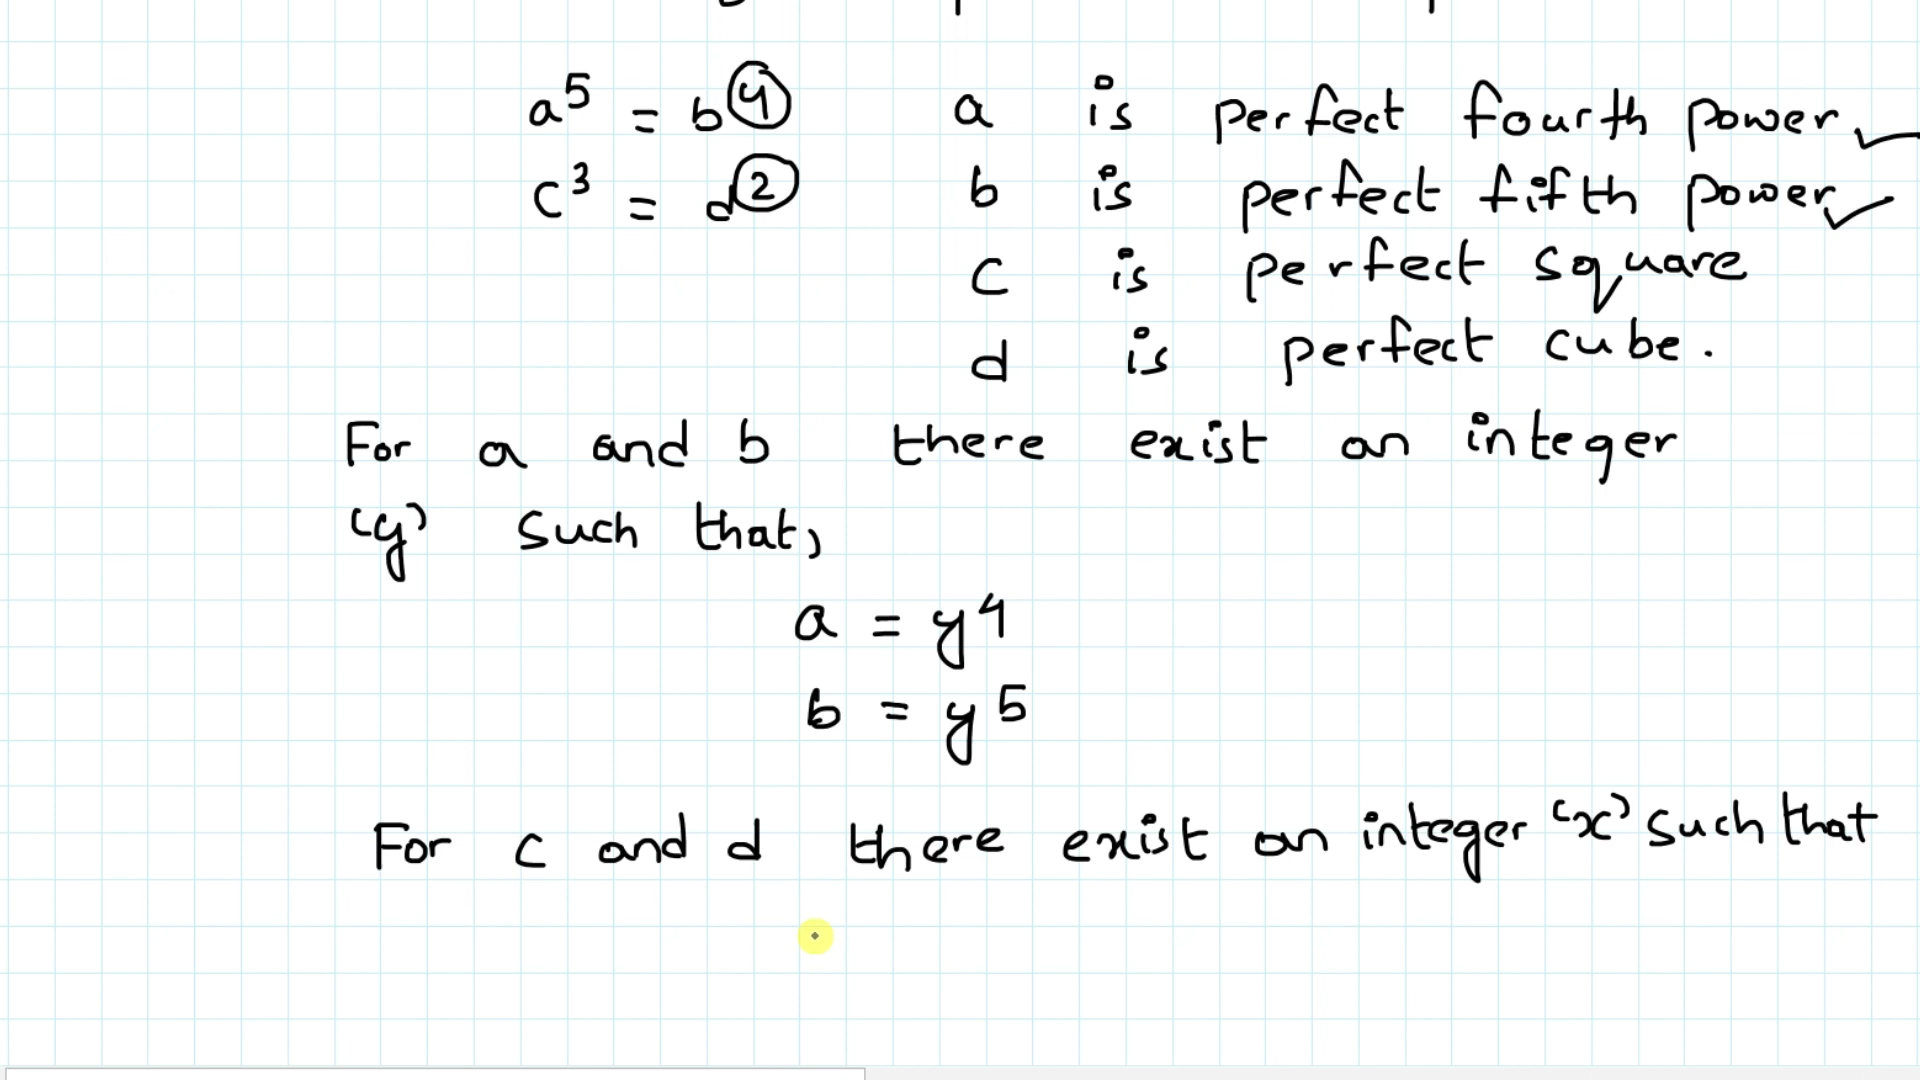 a⁵ = b⁴ a is perfect fourth power ✓
c³ = d² b is perfect fifth power ✓
c is perfect square
d is perfect cube.
For a and b there exist an integer
'y' such that,
a = y⁴
b = y⁵
For c and d there exist an integer 'x' such that